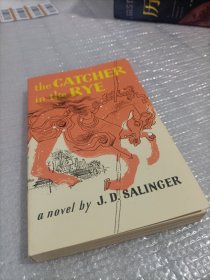 the CATCHER
in the RYE
a novel by J. D. SALINGER